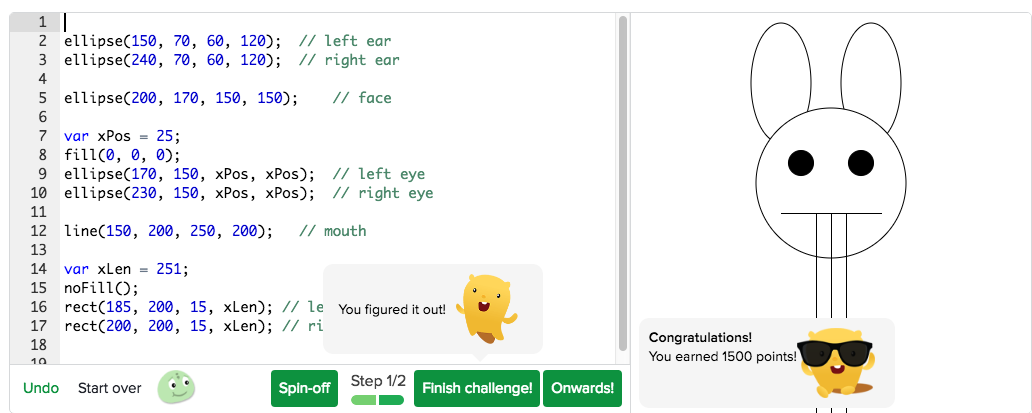 1
2 ellipse(150, 70, 60, 120);  // left ear
3 ellipse(240, 70, 60, 120);  // right ear
4
5 ellipse(200, 170, 150, 150);    // face
6
7 var xPos = 25;
8 fill(0, 0, 0);
9 ellipse(170, 150, xPos, xPos);  // left eye
10 ellipse(230, 150, xPos, xPos);  // right eye
11
12 line(150, 200, 250, 200);   // mouth
13
14 var xLen = 251;
15 noFill();
16 rect(185, 200, 15, xLen); // le
17 rect(200, 200, 15, xLen); // ri
18
19
You figured it out!
Congratulations!
You earned 1500 points!
Undo Start over Spin-off Step 1/2 Finish challenge! Onwards!